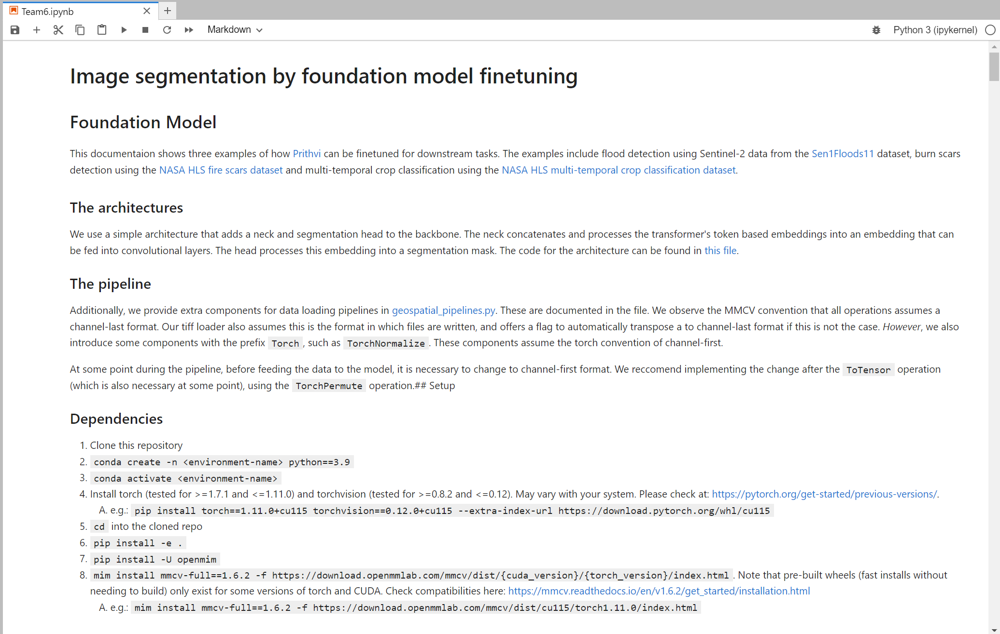 Team6.ipynb
Markdown
Python 3 (ipykernel)
Image segmentation by foundation model finetuning
Foundation Model
This documentaion shows three examples of how Prithvi can be finetuned for downstream tasks. The examples include flood detection using Sentinel-2 data from the Sen1Floods11 dataset, burn scars
detection using the NASA HLS fire scars dataset and multi-temporal crop classification using the NASA HLS multi-temporal crop classification dataset.
The architectures
We use a simple architecture that adds a neck and segmentation head to the backbone. The neck concatenates and processes the transformer's token based embeddings into an embedding that can
be fed into convolutional layers. The head processes this embedding into a segmentation mask. The code for the architecture can be found in this file.
The pipeline
Additionally, we provide extra components for data loading pipelines in geospatial_pipelines.py. These are documented in the file. We observe the MMCV convention that all operations assumes a
channel-last format. Our tiff loader also assumes this is the format in which files are written, and offers a flag to automatically transpose a to channel-last format if this is not the case. However, we also
introduce some components with the prefix Torch, such as TorchNormalize. These components assume the torch convention of channel-first.
At some point during the pipeline, before feeding the data to the model, it is necessary to change to channel-first format. We reccomend implementing the change after the ToTensor operation
(which is also necessary at some point), using the TorchPermute operation.## Setup
Dependencies
1. Clone this repository
2. conda create -n <environment-name> python==3.9
3. conda activate <environment-name>
4. Install torch (tested for >=1.7.1 and <=1.11.0) and torchvision (tested for >=0.8.2 and <=0.12). May vary with your system. Please check at: https://pytorch.org/get-started/previous-versions/.
A. e.g.: pip install torch==1.11.0+cu115 torchvision==0.12.0+cu115 --extra-index-url https://download.pytorch.org/whl/cu115
5. cd into the cloned repo
6. pip install -e .
7. pip install -U openmim
8. mim install mmcv-full==1.6.2 -f https://download.openmmlab.com/mmcv/dist/{cuda_version}/{torch_version}/index.html. Note that pre-built wheels (fast installs without
needing to build) only exist for some versions of torch and CUDA. Check compatibilities here: https://mmcv.readthedocs.io/en/v1.6.2/get_started/installation.html
A. e.g.: mim install mmcv-full==1.6.2 -f https://download.openmmlab.com/mmcv/dist/cu115/torch1.11.0/index.html